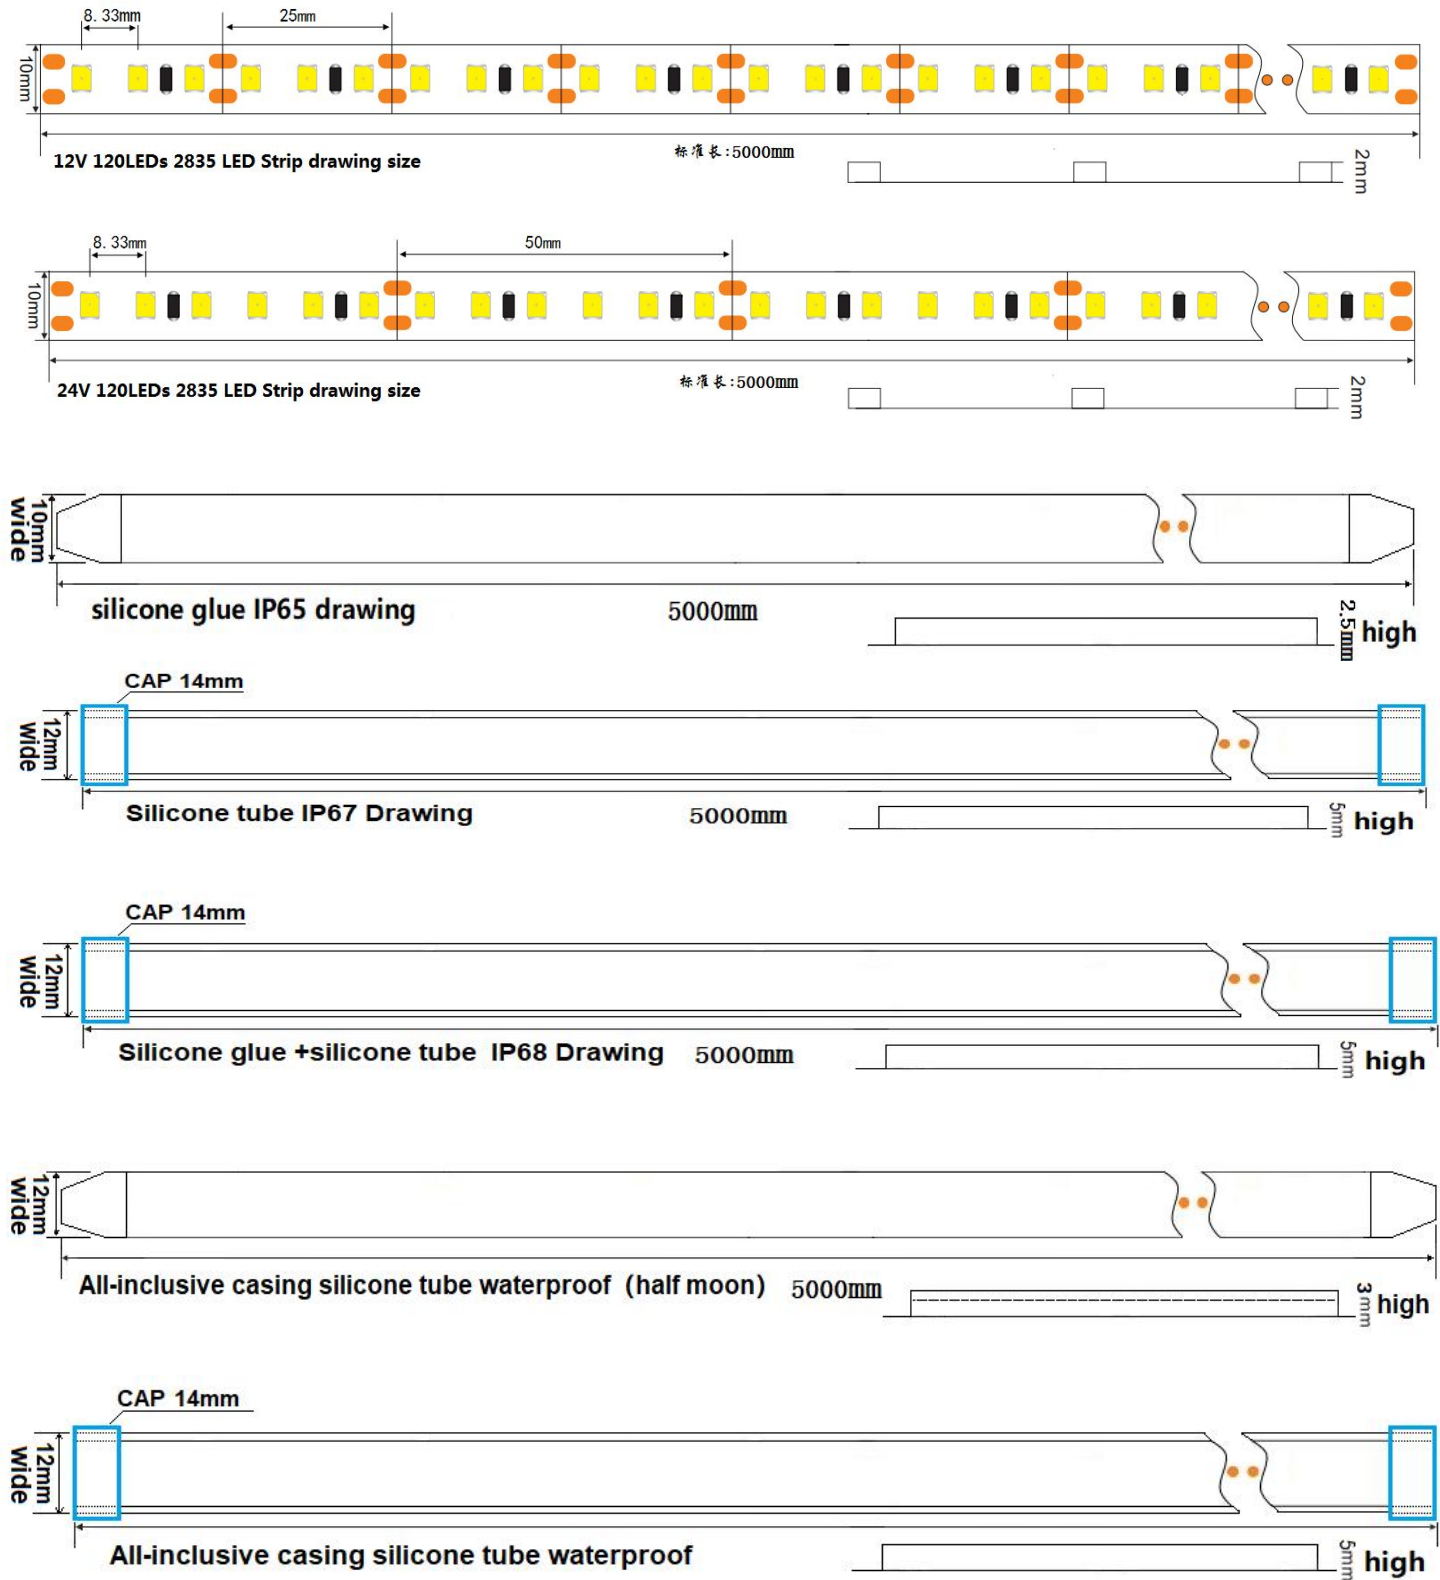 8.33mm
25mm
10mm
12V 120LEDs 2835 LED Strip drawing size
标准长:5000mm
2mm
8.33mm
50mm
10mm
24V 120LEDs 2835 LED Strip drawing size
标准长:5000mm
2mm
10mm
wide
silicone glue IP65 drawing
5000mm
2.5mm
high
CAP 14mm
12mm
wide
Silicone tube IP67 Drawing
5000mm
5mm
high
CAP 14mm
12mm
wide
Silicone glue +silicone tube IP68 Drawing
5000mm
5mm
high
12mm
wide
All-inclusive casing silicone tube waterproof (half moon)
5000mm
3mm
high
CAP 14mm
12mm
wide
All-inclusive casing silicone tube waterproof
5mm
high